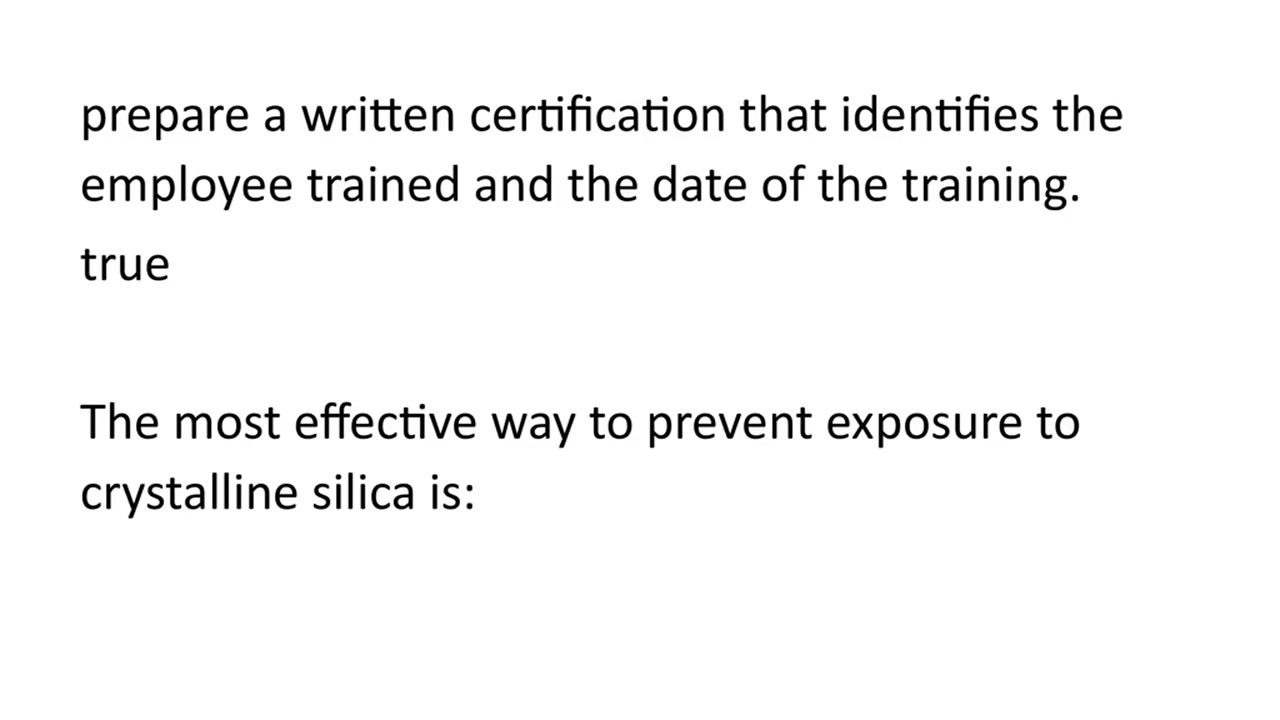 prepare a written certification that identifies the
employee trained and the date of the training.
true
The most effective way to prevent exposure to
crystalline silica is: